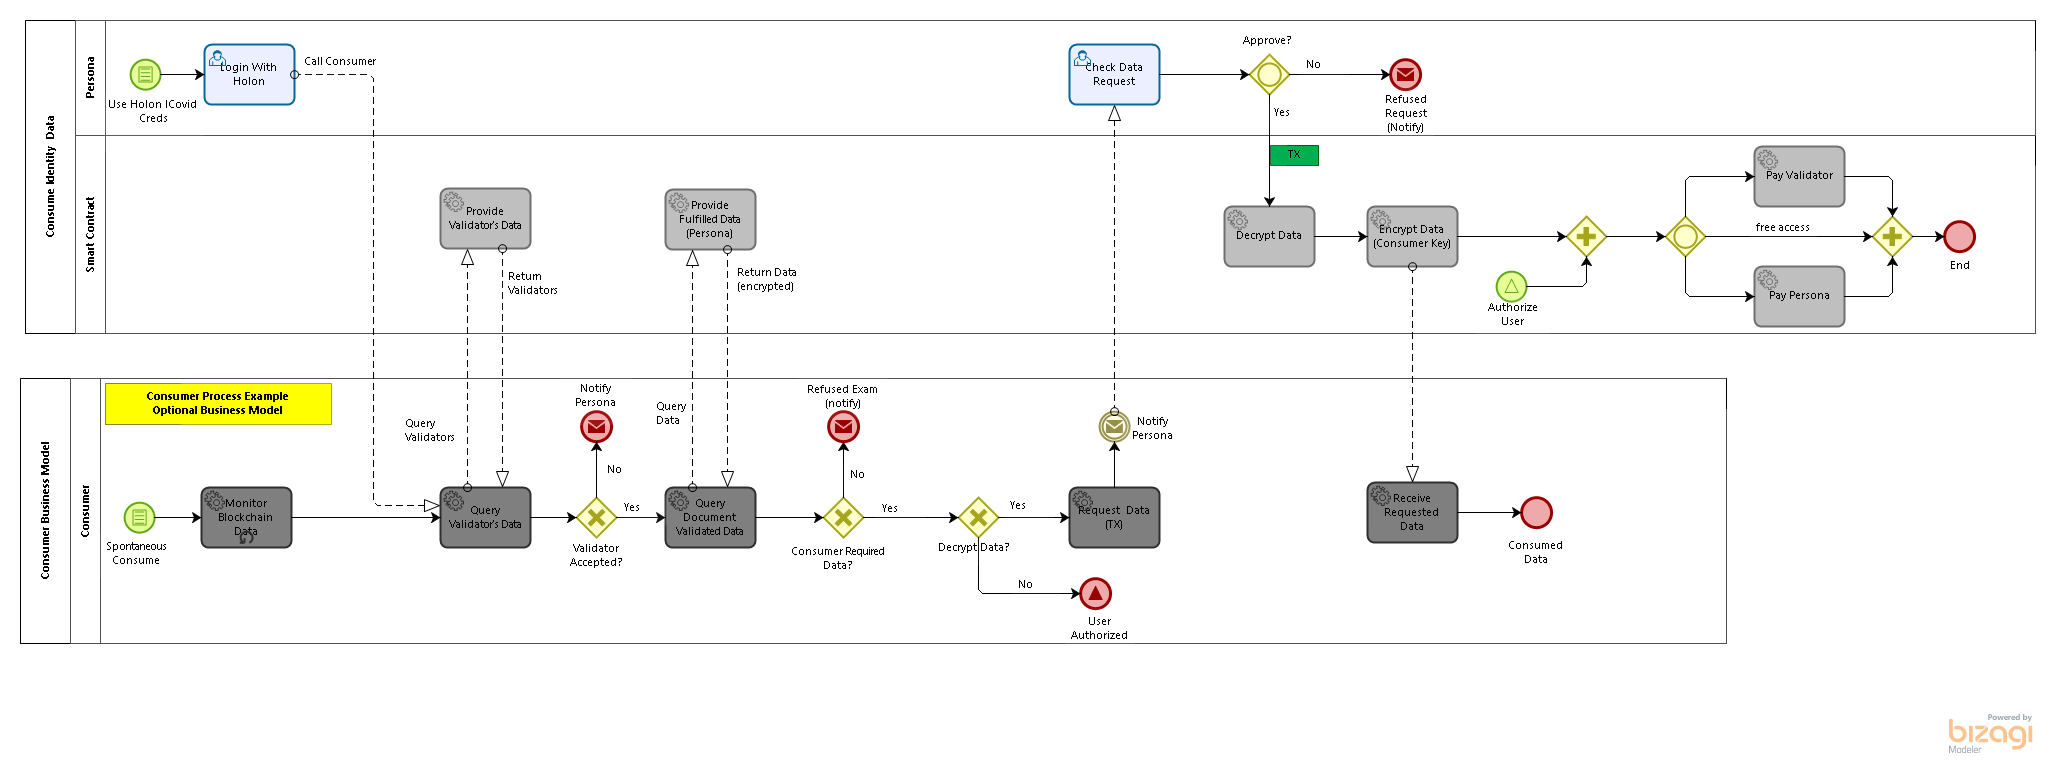 Consume Identity Data
Persona
Use Holon ICovid
Creds
Login With
Holon
Call Consumer
Check Data
Request
Approve?
No
Yes
Refused
Request
(Notify)
Smart Contract
TX
Provide
Validator's Data
Return
Validators
Provide
Fulfilled Data
(Persona)
Return Data
(encrypted)
Decrypt Data
Encrypt Data
(Consumer Key)
Authorize
User
Pay Validator
free access
Pay Persona
End
Consumer Business Model
Consumer
Consumer Process Example
Optional Business Model
Spontaneous
Consume
Monitor
Blockchain
Data
Query
Validators
Query
Validator's Data
Notify
Persona
No
Yes
Validator
Accepted?
Query
Data
Query
Document
Validated Data
Refused Exam
(notify)
No
Yes
Consumer Required
Data?
Decrypt Data?
Yes
No
User
Authorized
Notify
Persona
Request Data
(TX)
Receive
Requested
Data
Consumed
Data
Powered by
bizagi
Modeler